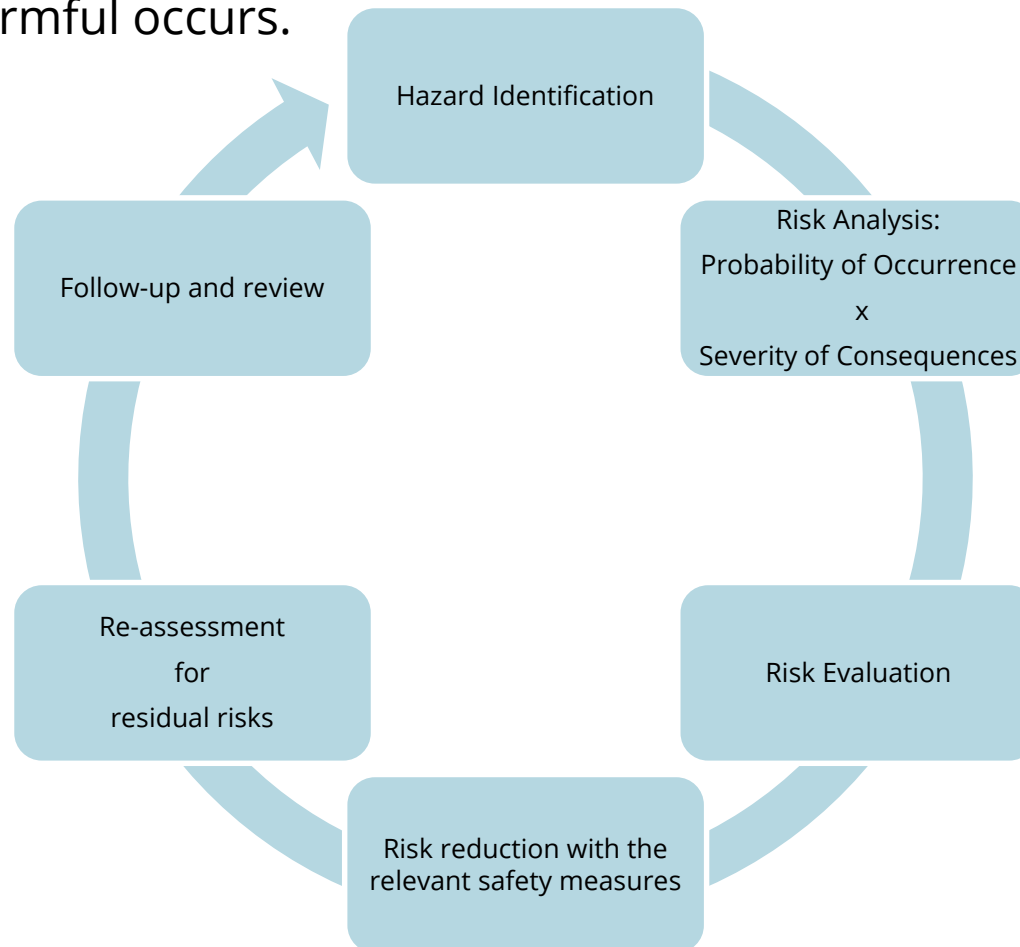 rmful occurs.
Hazard Identification
Risk Analysis:
Probability of Occurrence
x
Severity of Consequences
Risk Evaluation
Risk reduction with the
relevant safety measures
Re-assessment
for
residual risks
Follow-up and review